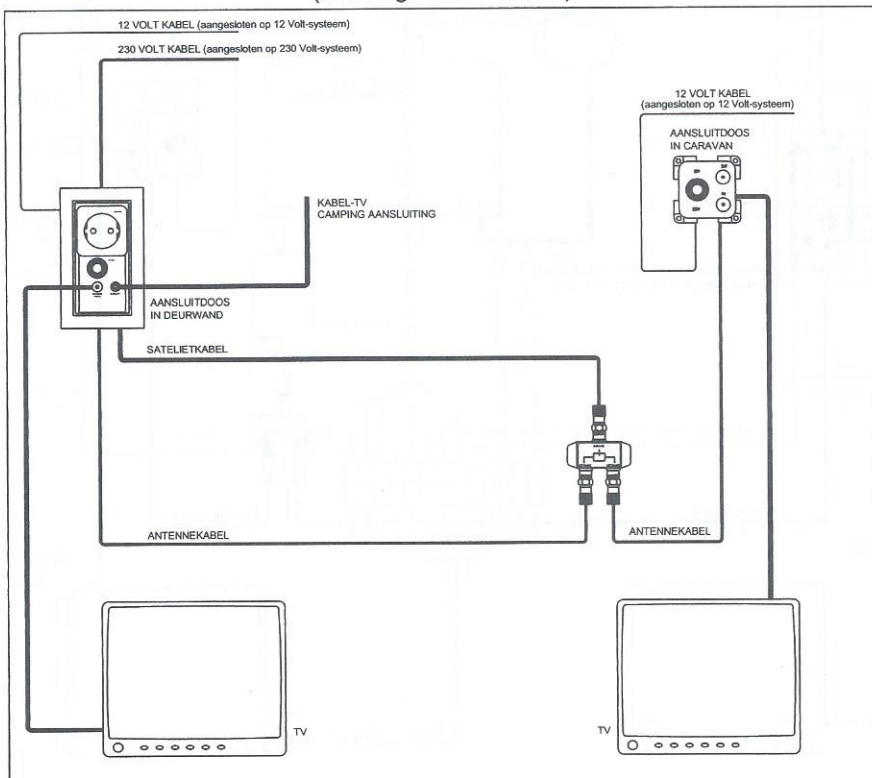 12 VOLT KABEL (aangesloten op 12 Volt-systeem)
230 VOLT KABEL (aangesloten op 230 Volt-systeem)
12 VOLT KABEL
(aangesloten op 12 Volt-systeem)
AANSLUITDOOS
IN CARAVAN
KABEL-TV
CAMPING AANSLUITING
AANSLUITDOOS
IN DEURWAND
SATELIETKABEL
ANTENNEKABEL
ANTENNEKABEL
TV
TV